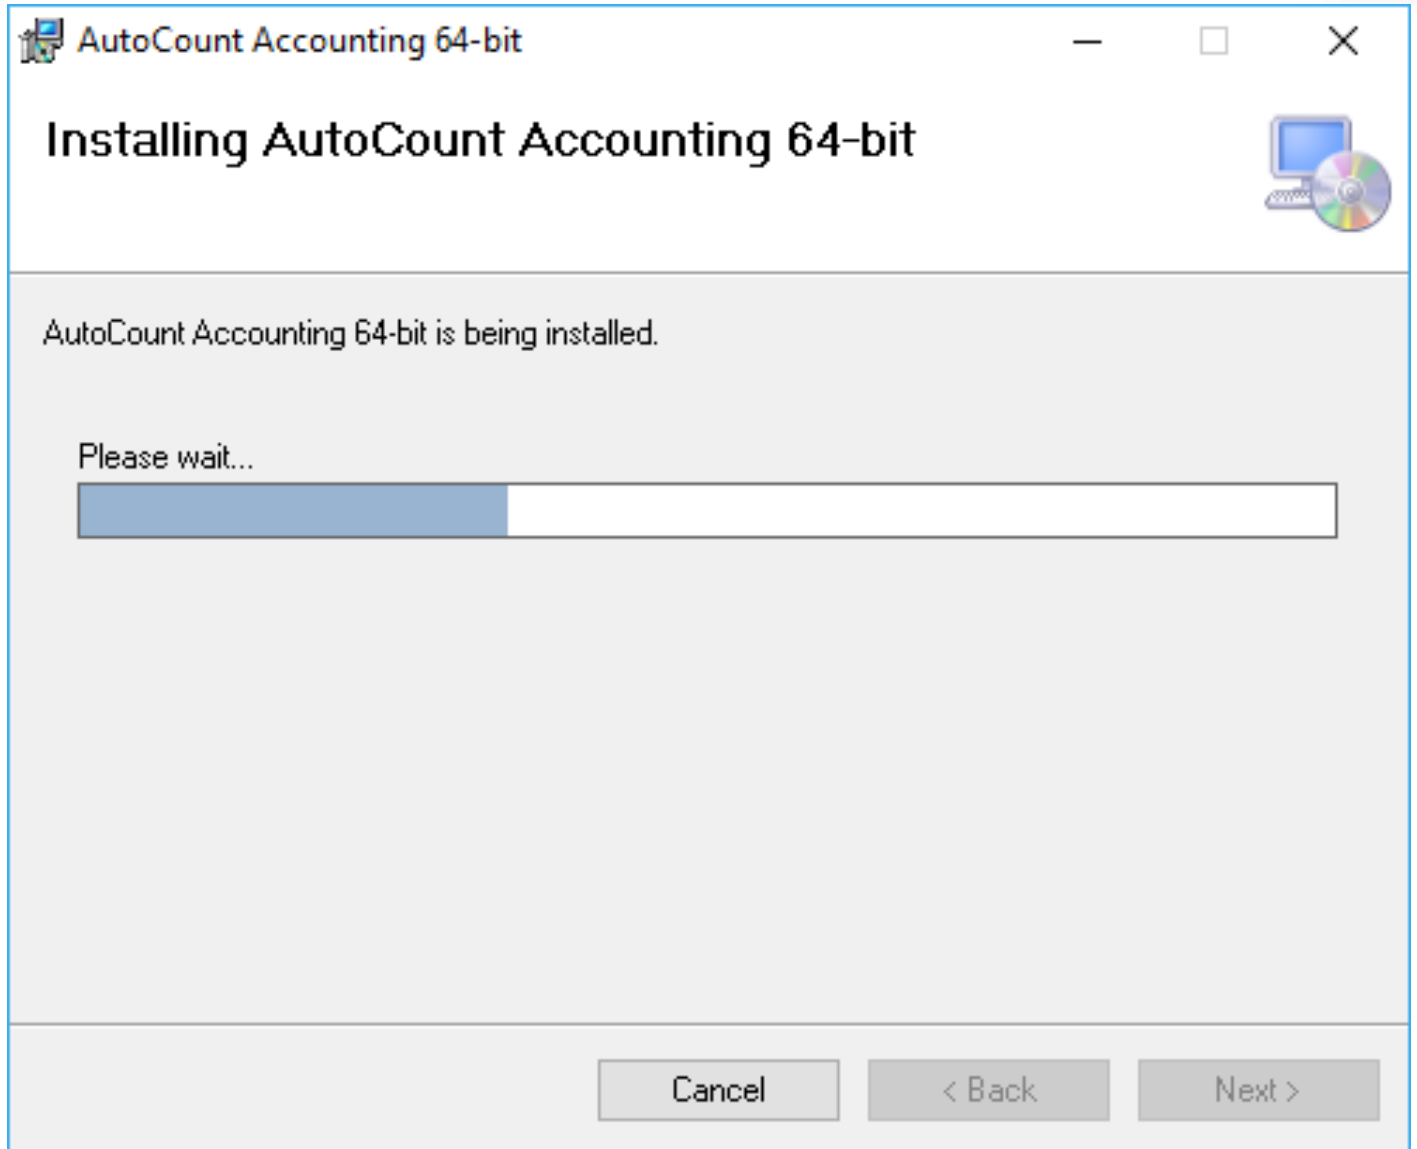 AutoCount Accounting 64-bit
Installing AutoCount Accounting 64-bit
AutoCount Accounting 64-bit is being installed.
Please wait...
Cancel
< Back
Next >